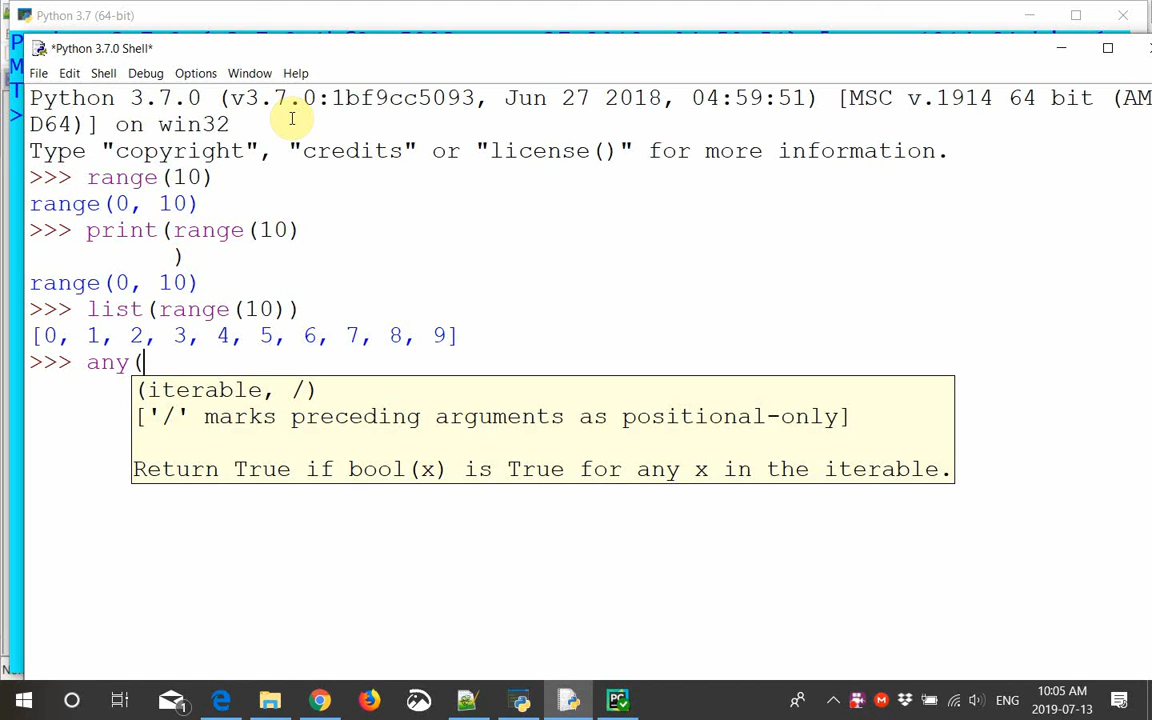 Python 3.7 (64-bit)
*Python 3.7.0 Shell*
File Edit Shell Debug Options Window Help
Python 3.7.0 (v3.7.0:1bf9cc5093, Jun 27 2018, 04:59:51) [MSC v.1914 64 bit (AM
D64)] on win32
Type "copyright", "credits" or "license()" for more information.
>>> range(10)
range(0, 10)
>>> print(range(10)
)
range(0, 10)
>>> list(range(10))
[0, 1, 2, 3, 4, 5, 6, 7, 8, 9]
>>> any(
(iterable, /)
['/' marks preceding arguments as positional-only]
Return True if bool(x) is True for any x in the iterable.
P
M
T
>
1
PC
ENG
10:05 AM
2019-07-13